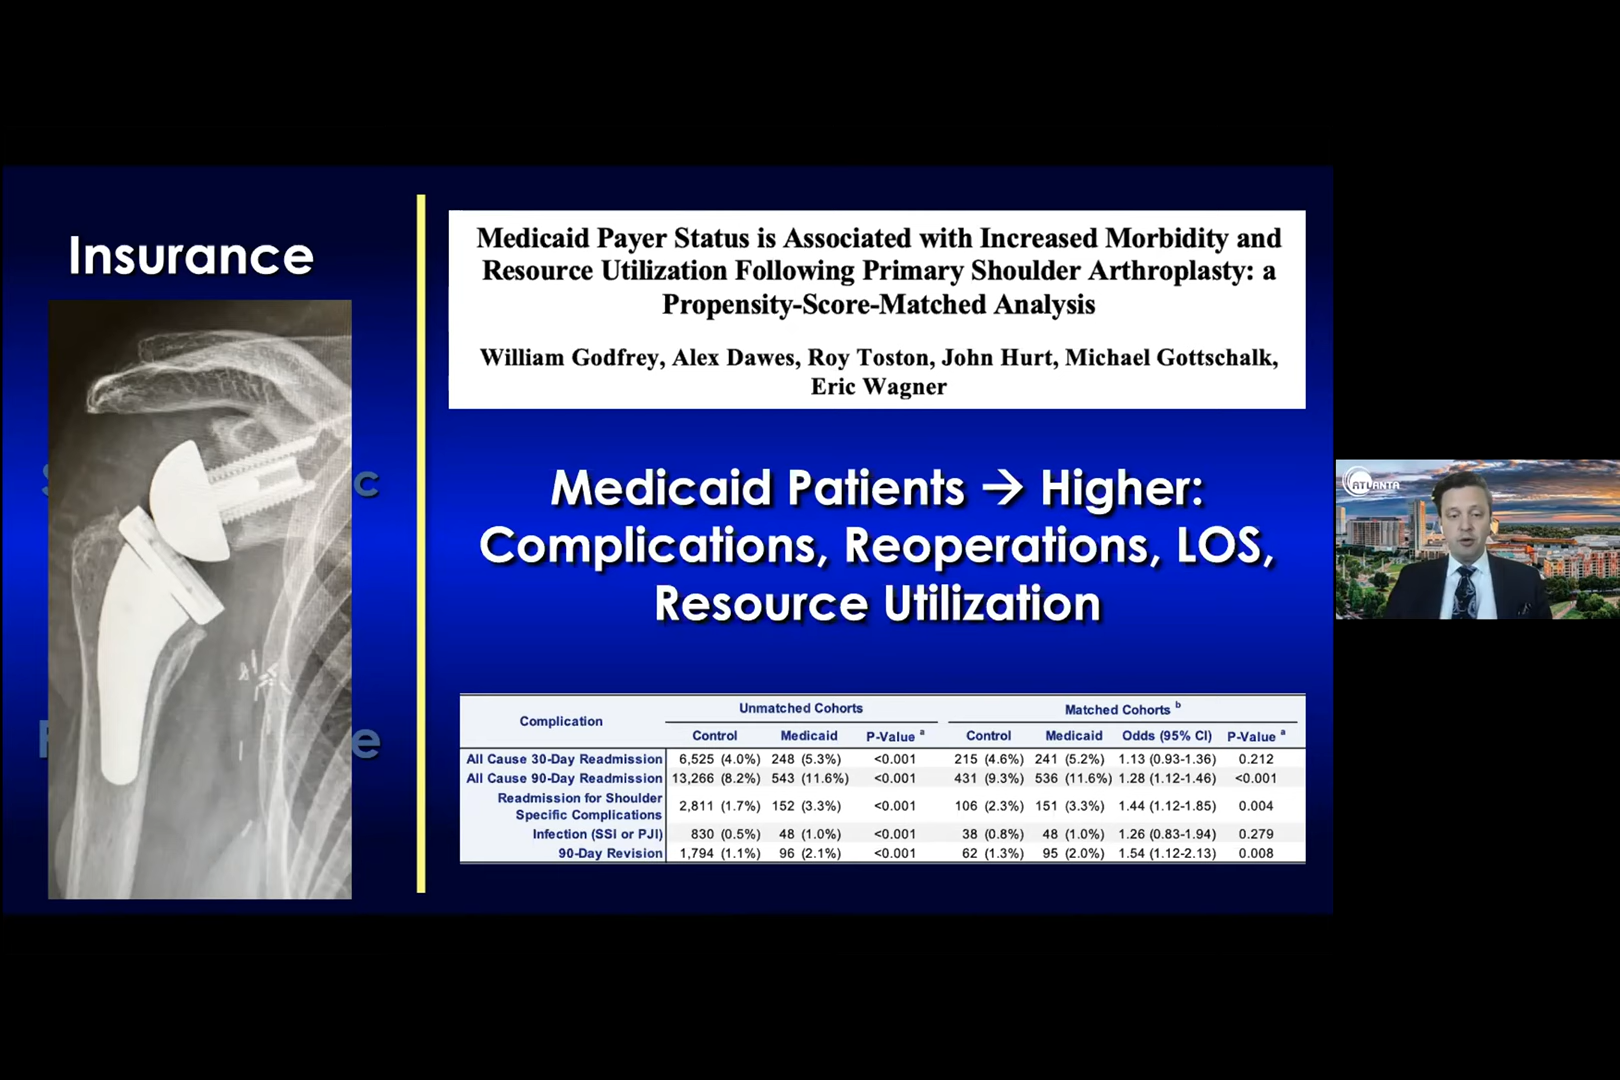 Insurance
Medicaid Payer Status is Associated with Increased Morbidity and
Resource Utilization Following Primary Shoulder Arthroplasty: a
Propensity-Score-Matched Analysis
William Godfrey, Alex Dawes, Roy Toston, John Hurt, Michael Gottschalk,
Eric Wagner
Medicaid Patients → Higher:
Complications, Reoperations, LOS,
Resource Utilization
Complication Unmatched Cohorts Matched Cohorts b
Control Medicaid P-Value a Control Medicaid Odds (95% CI) P-Value a
All Cause 30-Day Readmission 6,525 (4.0%) 248 (5.3%) <0.001 215 (4.6%) 241 (5.2%) 1.13 (0.93-1.36) 0.212
All Cause 90-Day Readmission 13,266 (8.2%) 543 (11.6%) <0.001 431 (9.3%) 536 (11.6%) 1.28 (1.12-1.46) <0.001
Readmission for Shoulder
Specific Complications 2,811 (1.7%) 152 (3.3%) <0.001 106 (2.3%) 151 (3.3%) 1.44 (1.12-1.85) 0.004
Infection (SSI or PJI) 830 (0.5%) 48 (1.0%) <0.001 38 (0.8%) 48 (1.0%) 1.26 (0.83-1.94) 0.279
90-Day Revision 1,794 (1.1%) 96 (2.1%) <0.001 62 (1.3%) 95 (2.0%) 1.54 (1.12-2.13) 0.008
ATLANTA